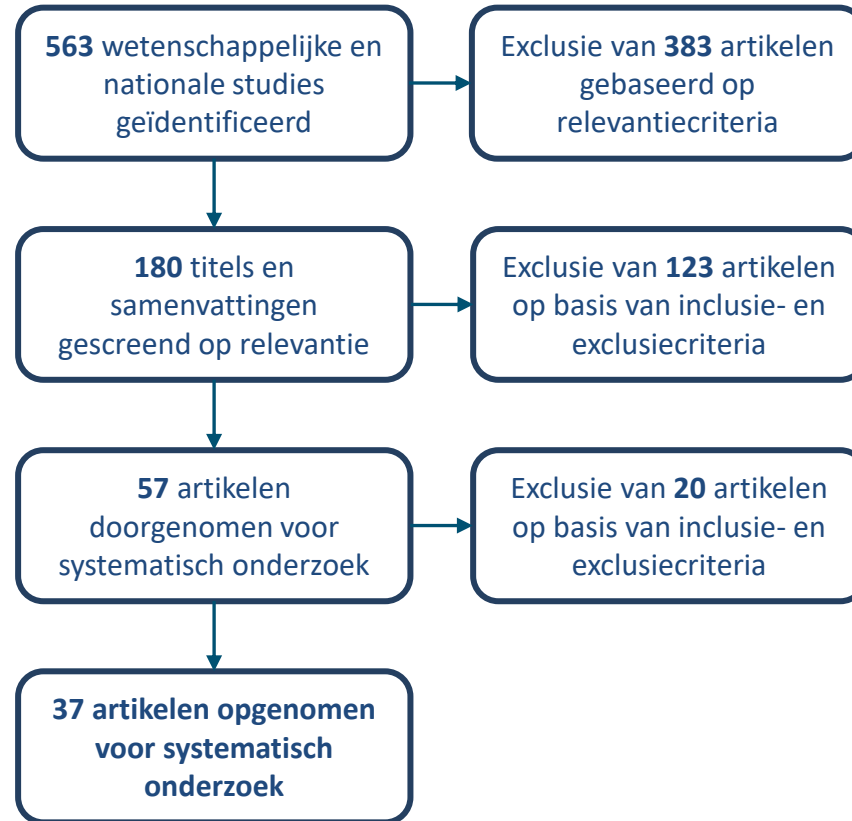 563 wetenschappelijke en
nationale studies
geïdentificeerd
Exclusie van 383 artikelen
gebaseerd op
relevantiecriteria
180 titels en
samenvattingen
gescreend op relevantie
Exclusie van 123 artikelen
op basis van inclusie- en
exclusiecriteria
57 artikelen
doorgenomen voor
systematisch onderzoek
Exclusie van 20 artikelen
op basis van inclusie- en
exclusiecriteria
37 artikelen opgenomen
voor systematisch
onderzoek